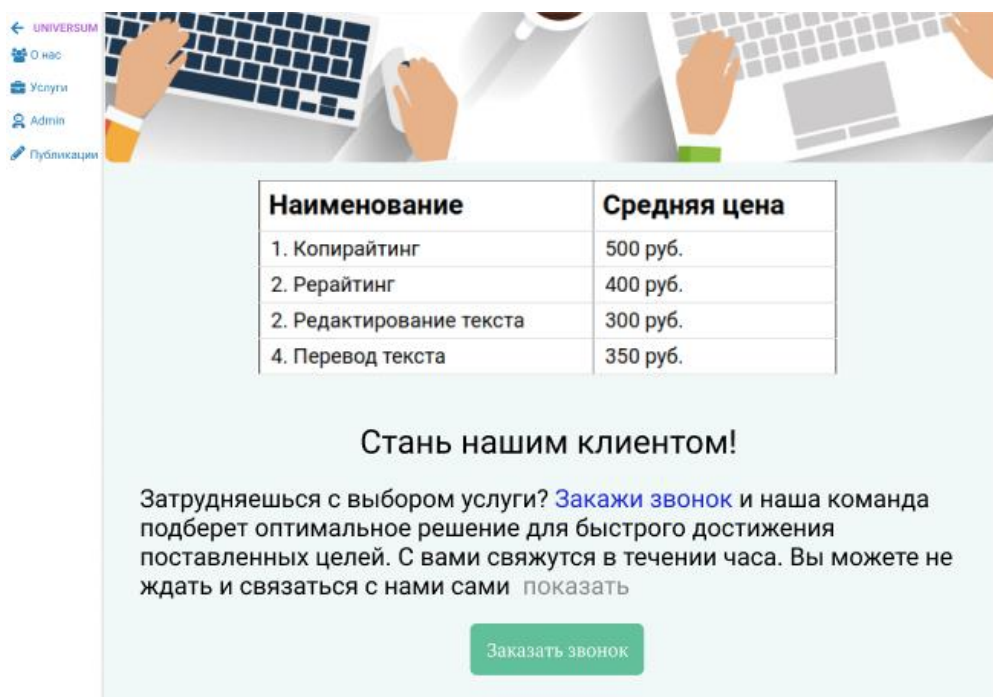 UNIVERSUM
О нас
Услуги
Admin
Публикации
Наименование Средняя цена
1. Копирайтинг 500 руб.
2. Рерайтинг 400 руб.
2. Редактирование текста 300 руб.
4. Перевод текста 350 руб.
Стань нашим клиентом!
Затрудняешься с выбором услуги? Закажи звонок и наша команда
подберет оптимальное решение для быстрого достижения
поставленных целей. С вами свяжутся в течении часа. Вы можете не
ждать и связаться с нами сами показать
Заказать звонок